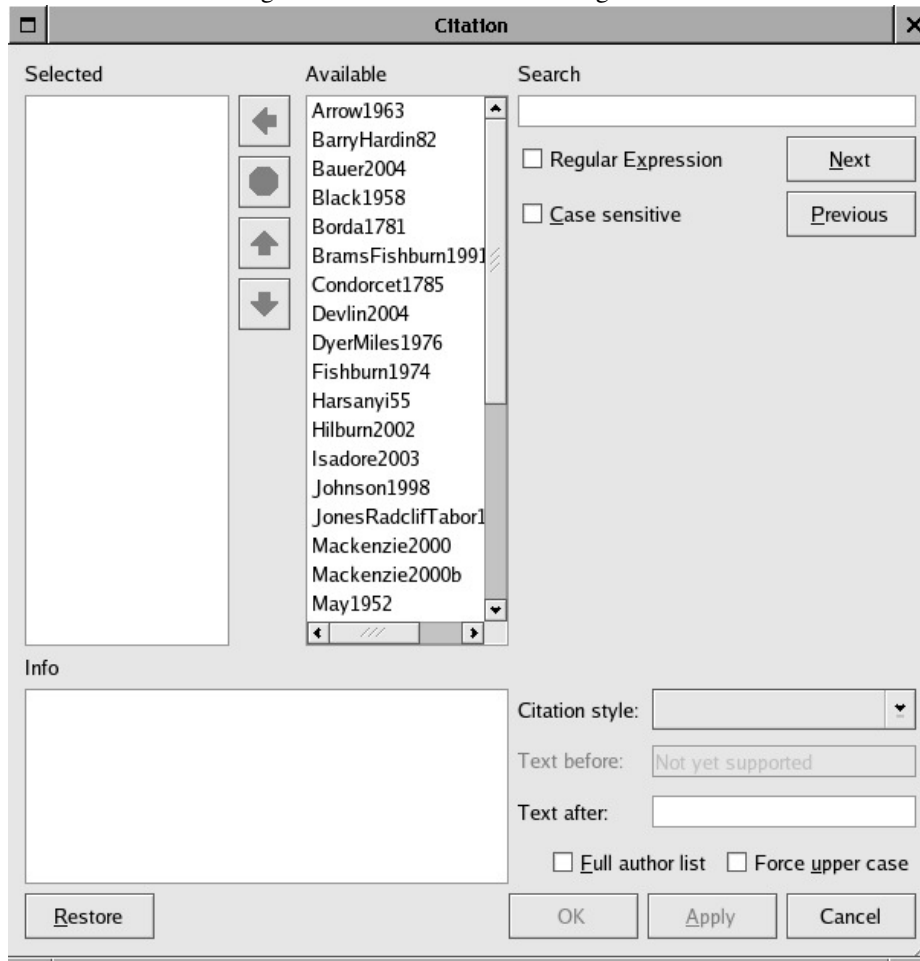 Citation
Selected
Available
Search
Arrow1963
BarryHardin82
Bauer2004
Black1958
Borda1781
BramsFishburn1991
Condorcet1785
Devlin2004
DyerMiles1976
Fishburn1974
Harsanyi55
Hilburn2002
Isadore2003
Johnson1998
JonesRadclifTabor1
Mackenzie2000
Mackenzie2000b
May1952
Regular Expression
Next
Case sensitive
Previous
Info
Citation style:
Text before: Not yet supported
Text after:
Full author list Force upper case
Restore OK Apply Cancel